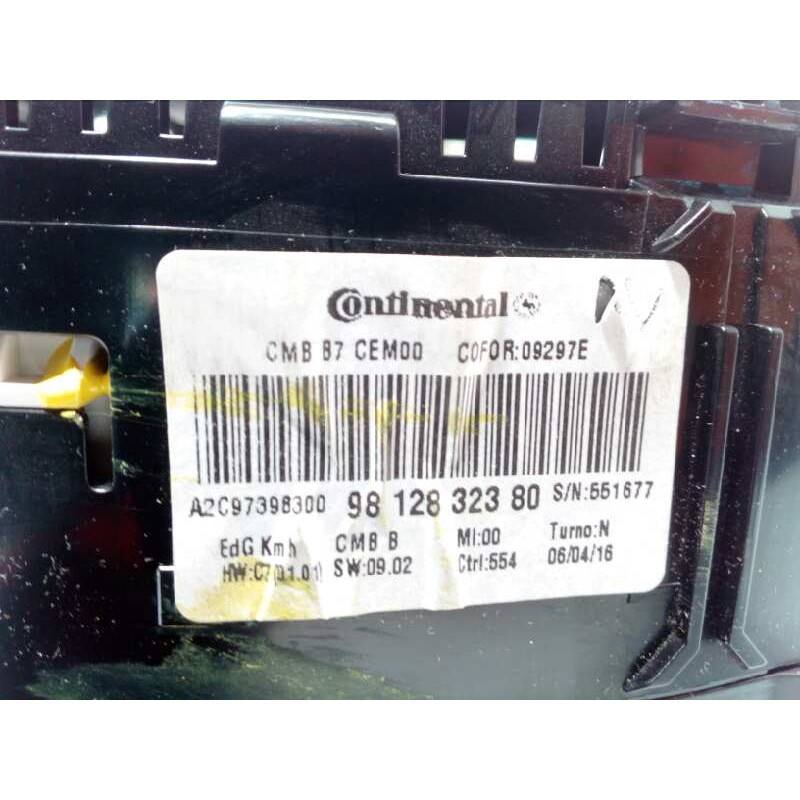 Continental
CMB B7 CEM00 COFOR:09297E
A2C97398300 98 128 323 80 S/N:551677
EdG Kmh CMB B MI:00 Turno:N
HW:C7(01.01) SW:09.02 Ctrl:554 06/04/16